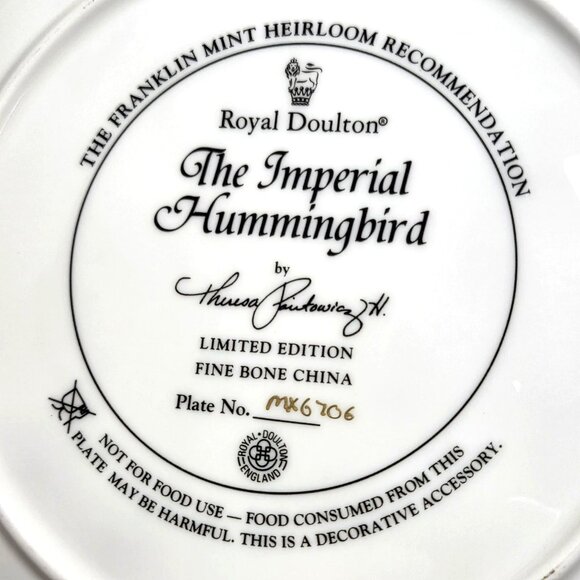 THE FRANKLIN MINT HEIRLOOM RECOMMENDATION
Royal Doulton®
The Imperial
Hummingbird
by
Theresa Politowicz H.
LIMITED EDITION
FINE BONE CHINA
Plate No. MX6706
ROYAL • DOULTON
ENGLAND
NOT FOR FOOD USE — FOOD CONSUMED FROM THIS
PLATE MAY BE HARMFUL. THIS IS A DECORATIVE ACCESSORY.